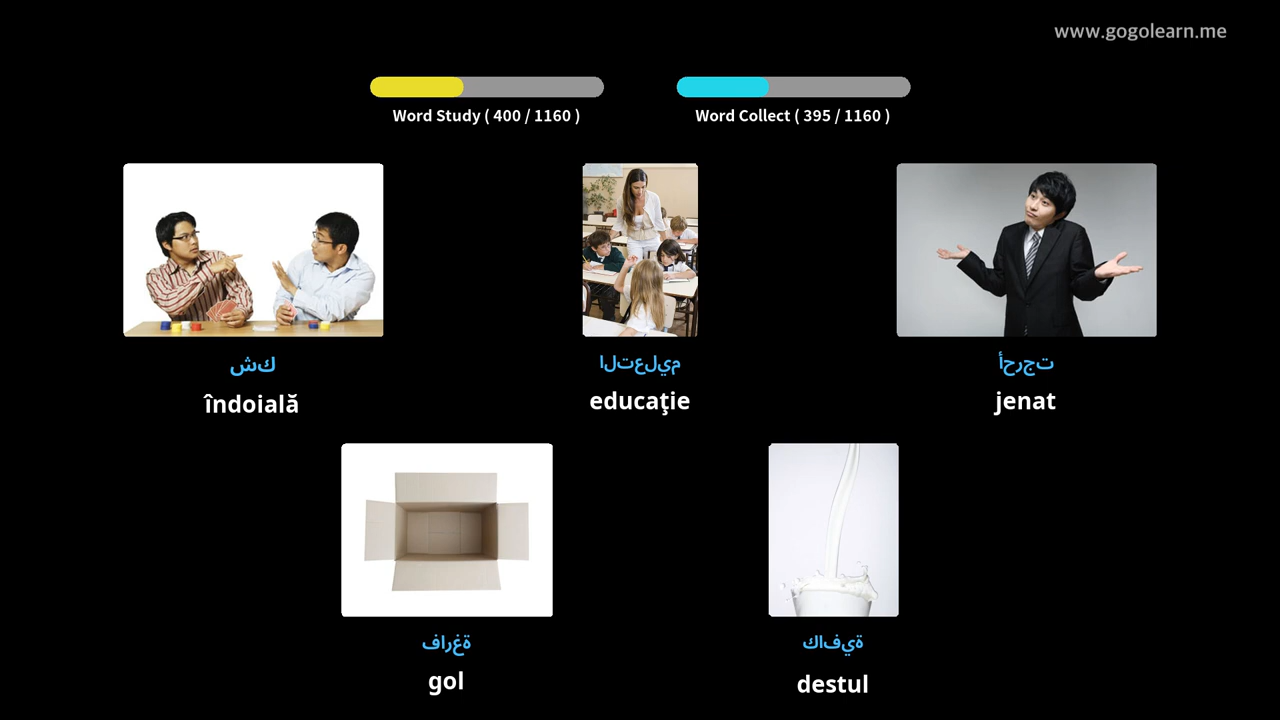 www.gogolearn.me
Word Study ( 400 / 1160 )
Word Collect ( 395 / 1160 )
شك
îndoială
التعليم
educaţie
أحرجت
jenat
فارغة
gol
كافية
destul